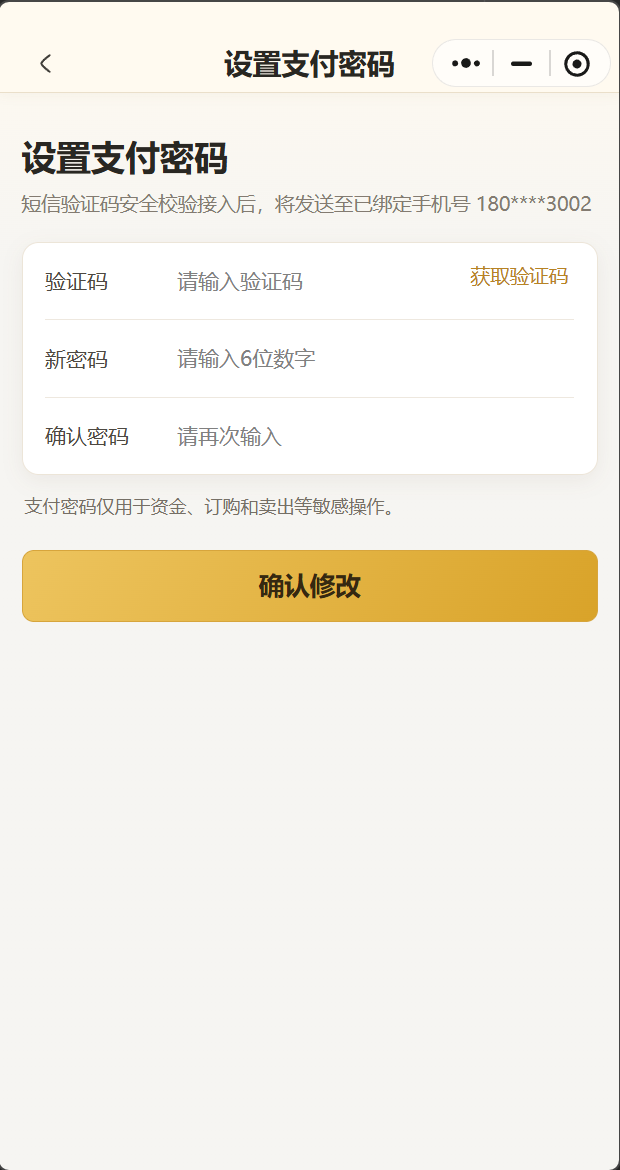 设置支付密码
设置支付密码
短信验证码安全校验接入后，将发送至已绑定手机号 180****3002
验证码 请输入验证码 获取验证码
新密码 请输入6位数字
确认密码 请再次输入
支付密码仅用于资金、订购和卖出等敏感操作。
确认修改